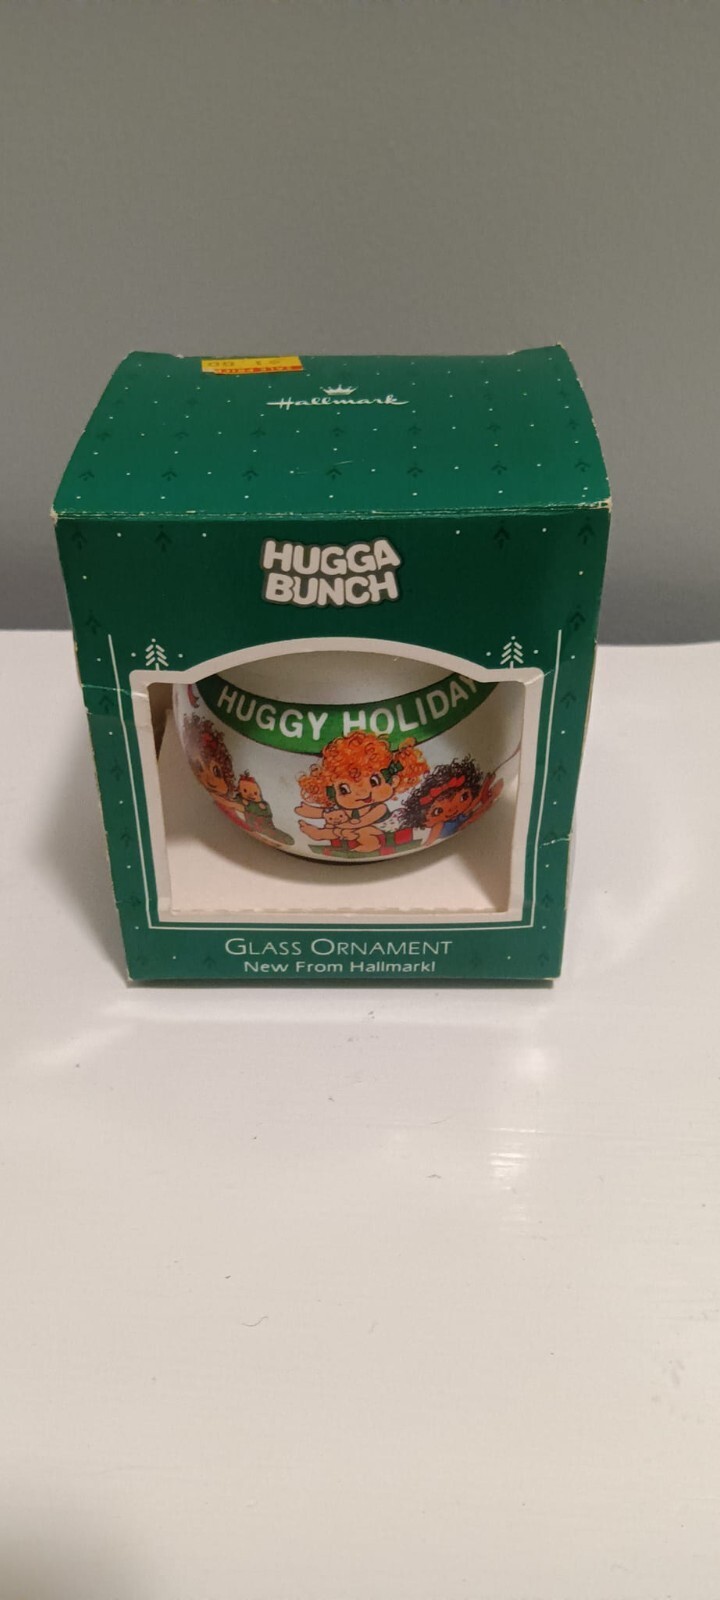 Hallmark
HUGGA
BUNCH
HUGGY HOLIDAY
GLASS ORNAMENT
New From Hallmark!